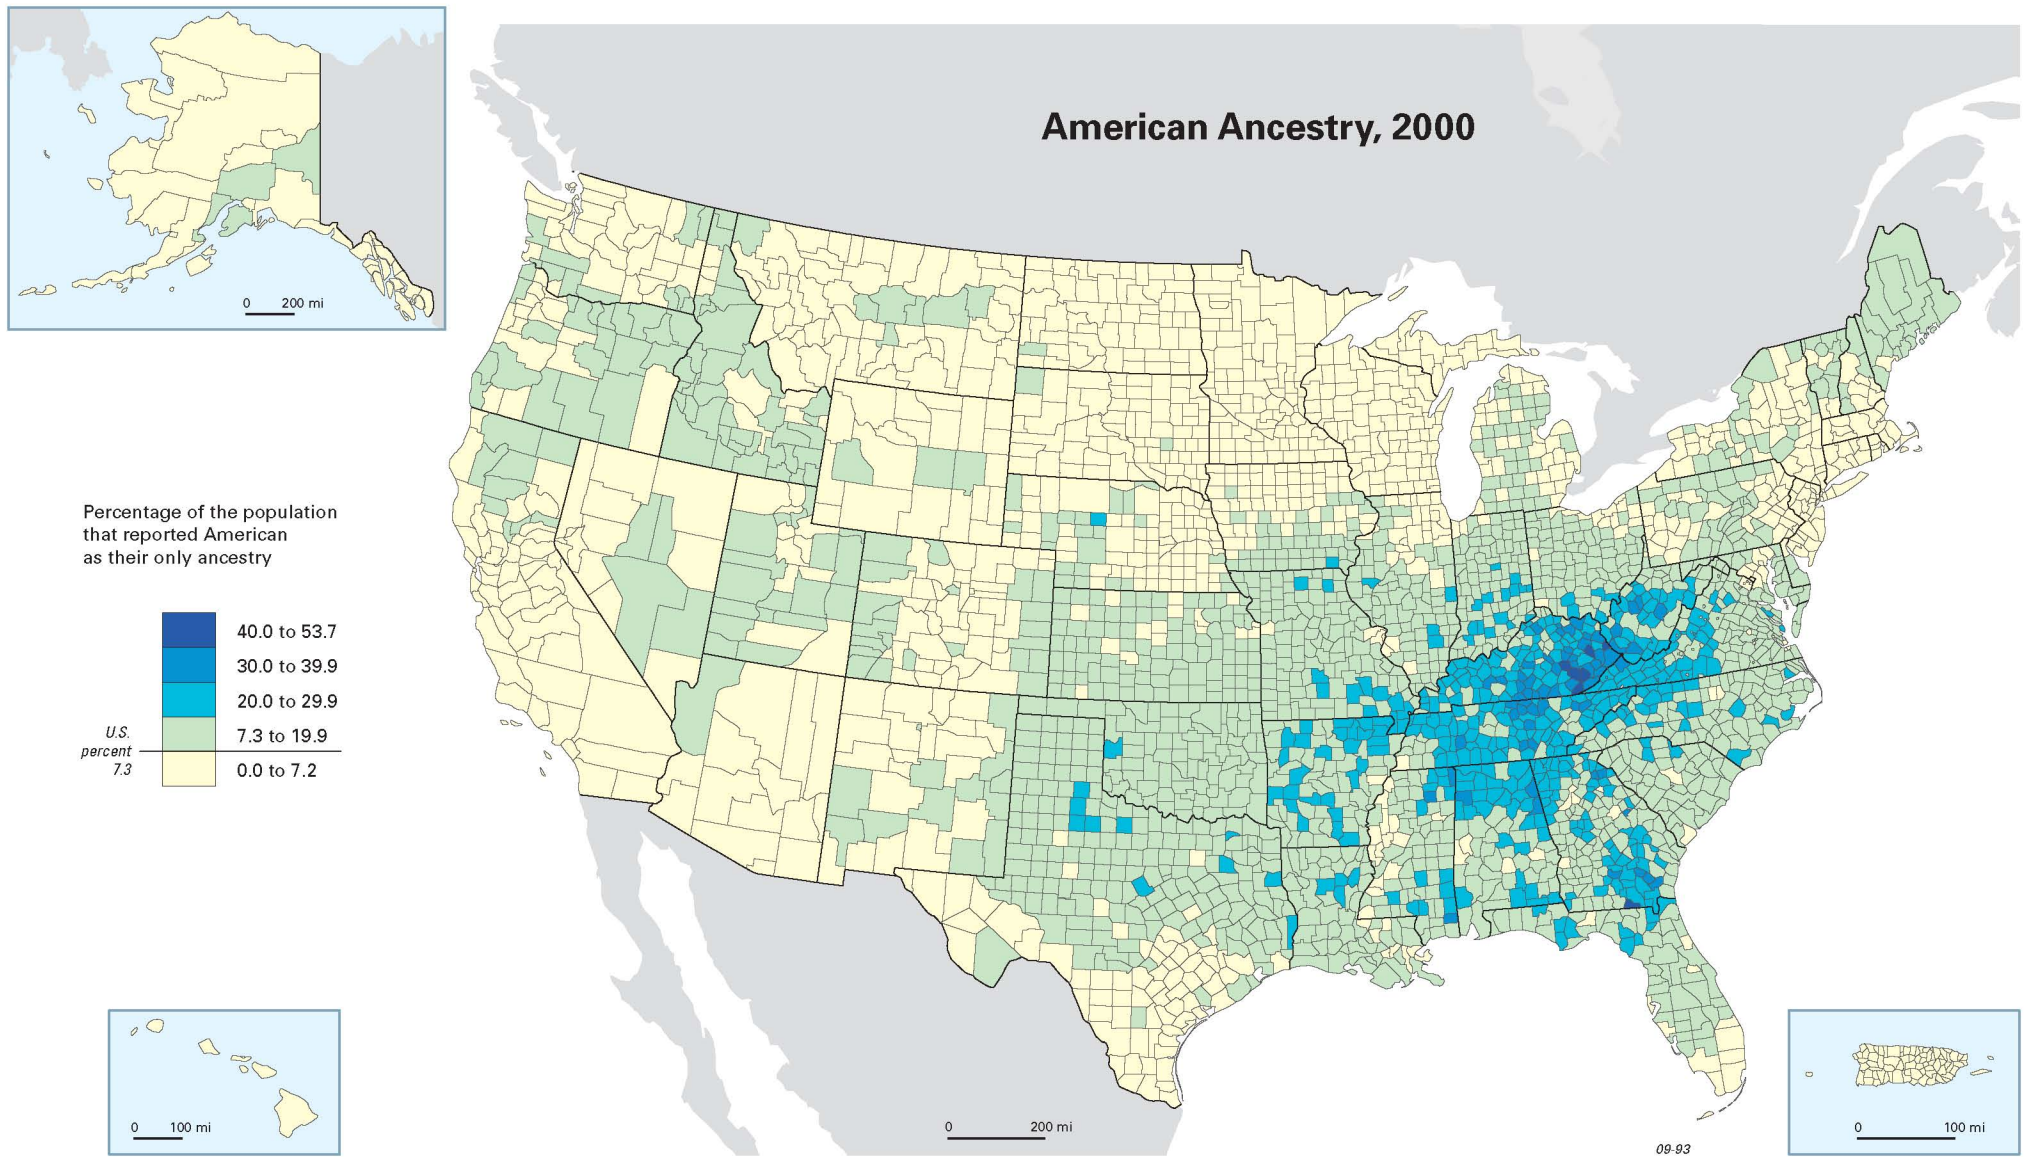 American Ancestry, 2000
0 200 mi
Percentage of the population
that reported American
as their only ancestry
40.0 to 53.7
30.0 to 39.9
20.0 to 29.9
7.3 to 19.9
0.0 to 7.2
U.S.
percent
7.3
0 100 mi
0 200 mi
09-93
0 100 mi